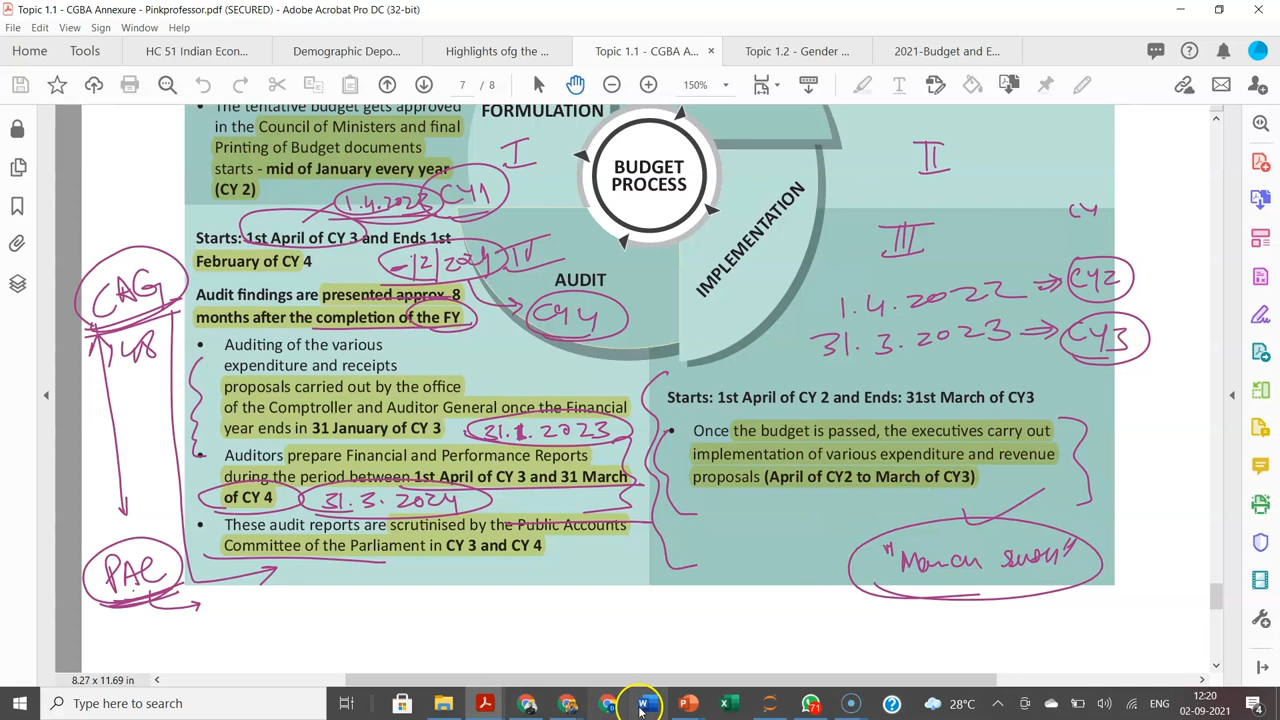 Topic 1.1 - CGBA Annexure - Pinkprofessor.pdf (SECURED) - Adobe Acrobat Pro DC (32-bit)
File Edit View Sign Window Help
Home Tools HC 51 Indian Econ... Demographic Depo... Highlights ofg the ... Topic 1.1 - CGBA A... × Topic 1.2 - Gender ... 2021-Budget and E...
7 / 8 150%
The tentative budget gets approved
in the Council of Ministers and final
Printing of Budget documents
starts - mid of January every year
(CY 2)
FORMULATION
I
BUDGET
PROCESS
II
1.4.2023 CY1
Starts: 1st April of CY 3 and Ends 1st
February of CY 4
-|2|2024 IV
CAG
Audit findings are presented approx. 8
months after the completion of the FY
AUDIT
CY4
IMPLEMENTATION
CY
III
1.4.2022 ⇒ CY2
31.3.2023 ⇒ CY3
148
• Auditing of the various
expenditure and receipts
proposals carried out by the office
of the Comptroller and Auditor General once the Financial
year ends in 31 January of CY 3
31.1.2023
• Auditors prepare Financial and Performance Reports
during the period between 1st April of CY 3 and 31 March
of CY 4
31.3.2024
• These audit reports are scrutinised by the Public Accounts
Committee of the Parliament in CY 3 and CY 4
PAC
Starts: 1st April of CY 2 and Ends: 31st March of CY3
• Once the budget is passed, the executives carry out
implementation of various expenditure and revenue
proposals (April of CY2 to March of CY3)
"March rush"
8.27 x 11.69 in
Type here to search
71
28°C
ENG
12:20
02-09-2021
4